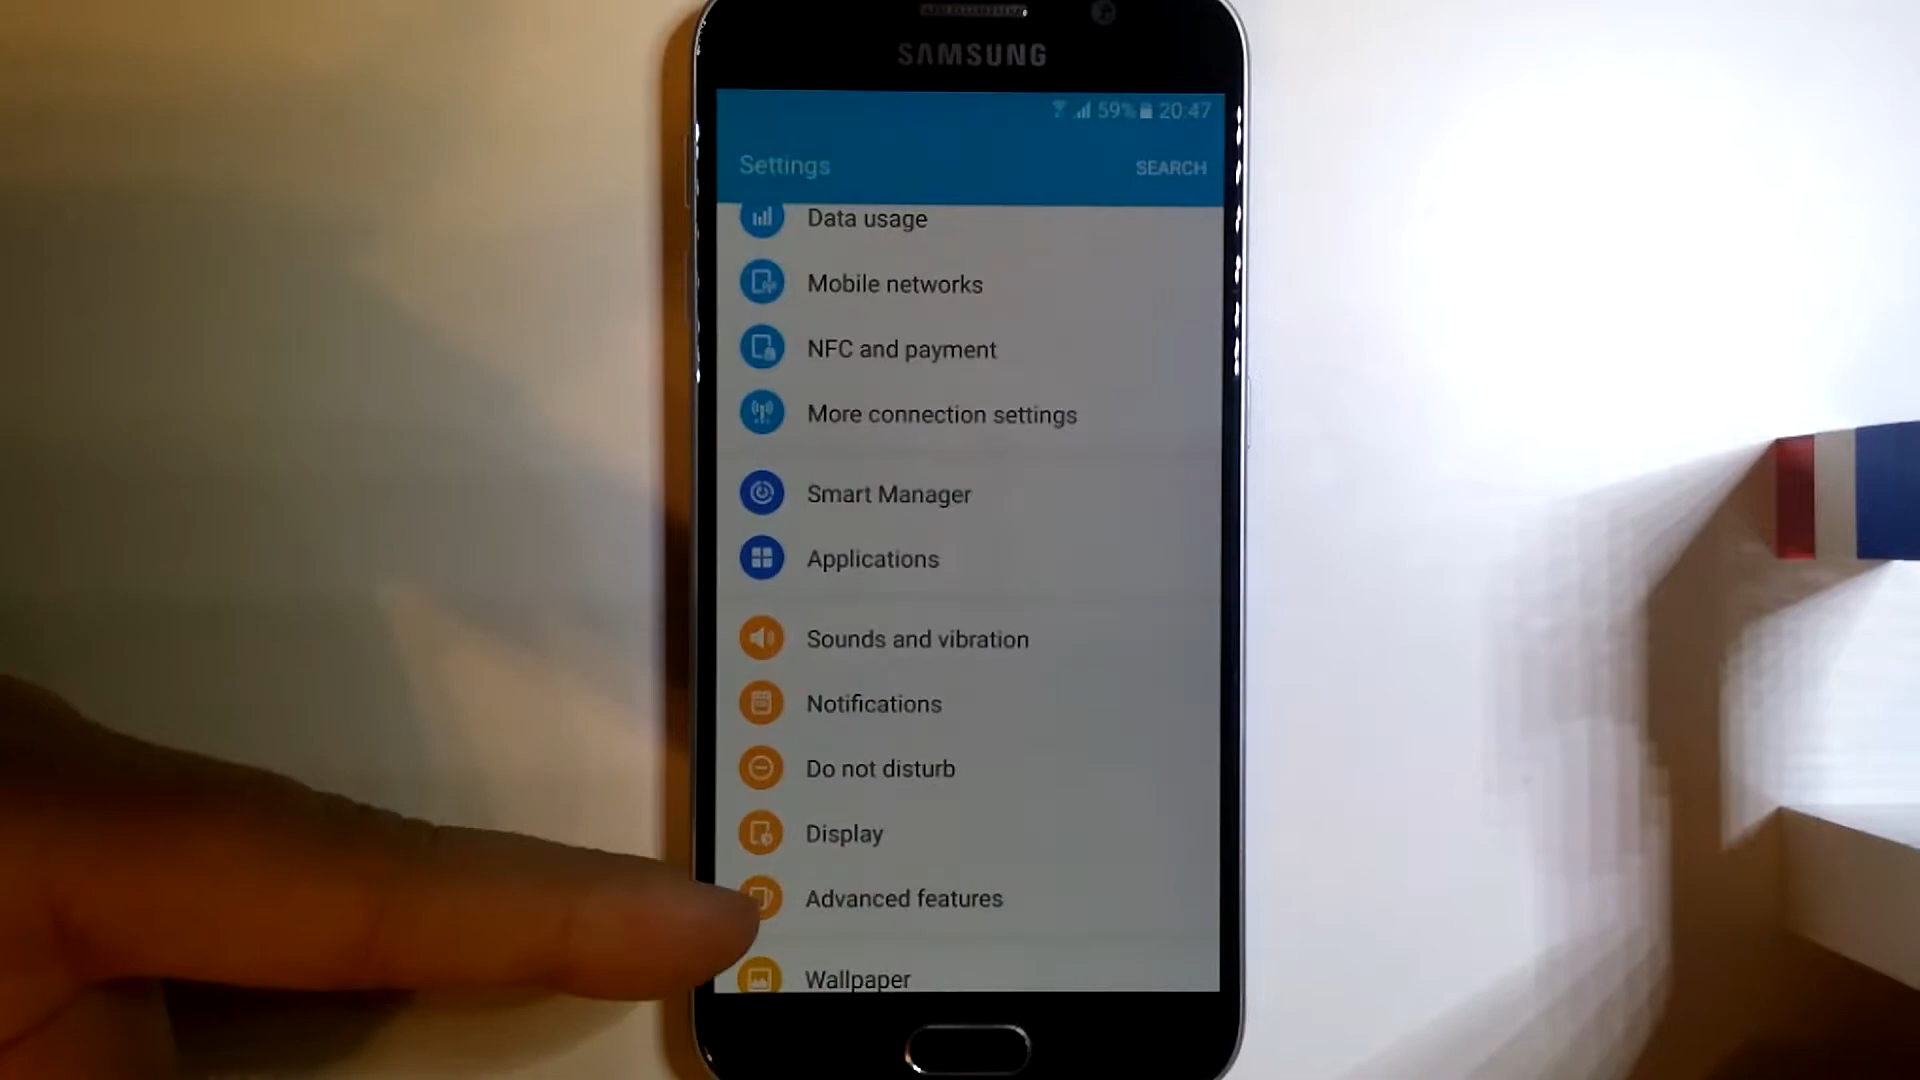 SAMSUNG
59% 20:47
Settings
SEARCH
Data usage
Mobile networks
NFC and payment
More connection settings
Smart Manager
Applications
Sounds and vibration
Notifications
Do not disturb
Display
Advanced features
Wallpaper